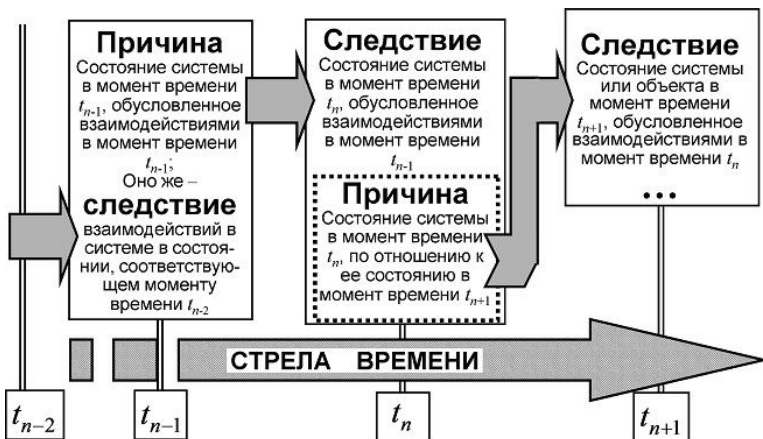 Причина
Состояние системы
в момент времени
tn-1, обусловленное
взаимодействиями
в момент времени
tn-1;
Оно же –
следствие
взаимодействий в
системе в состоя-
нии, соответствую-
щем моменту
времени tn-2
Следствие
Состояние системы
в момент времени
tn, обусловленное
взаимодействиями
в момент времени
tn-1
Причина
Состояние системы
в момент времени
tn, по отношению к
ее состоянию в
момент времени tn+1
Следствие
Состояние системы
или объекта в
момент времени
tn+1, обусловленное
взаимодействиями в
момент времени tn
...
СТРЕЛА ВРЕМЕНИ
tn-2
tn-1
tn
tn+1